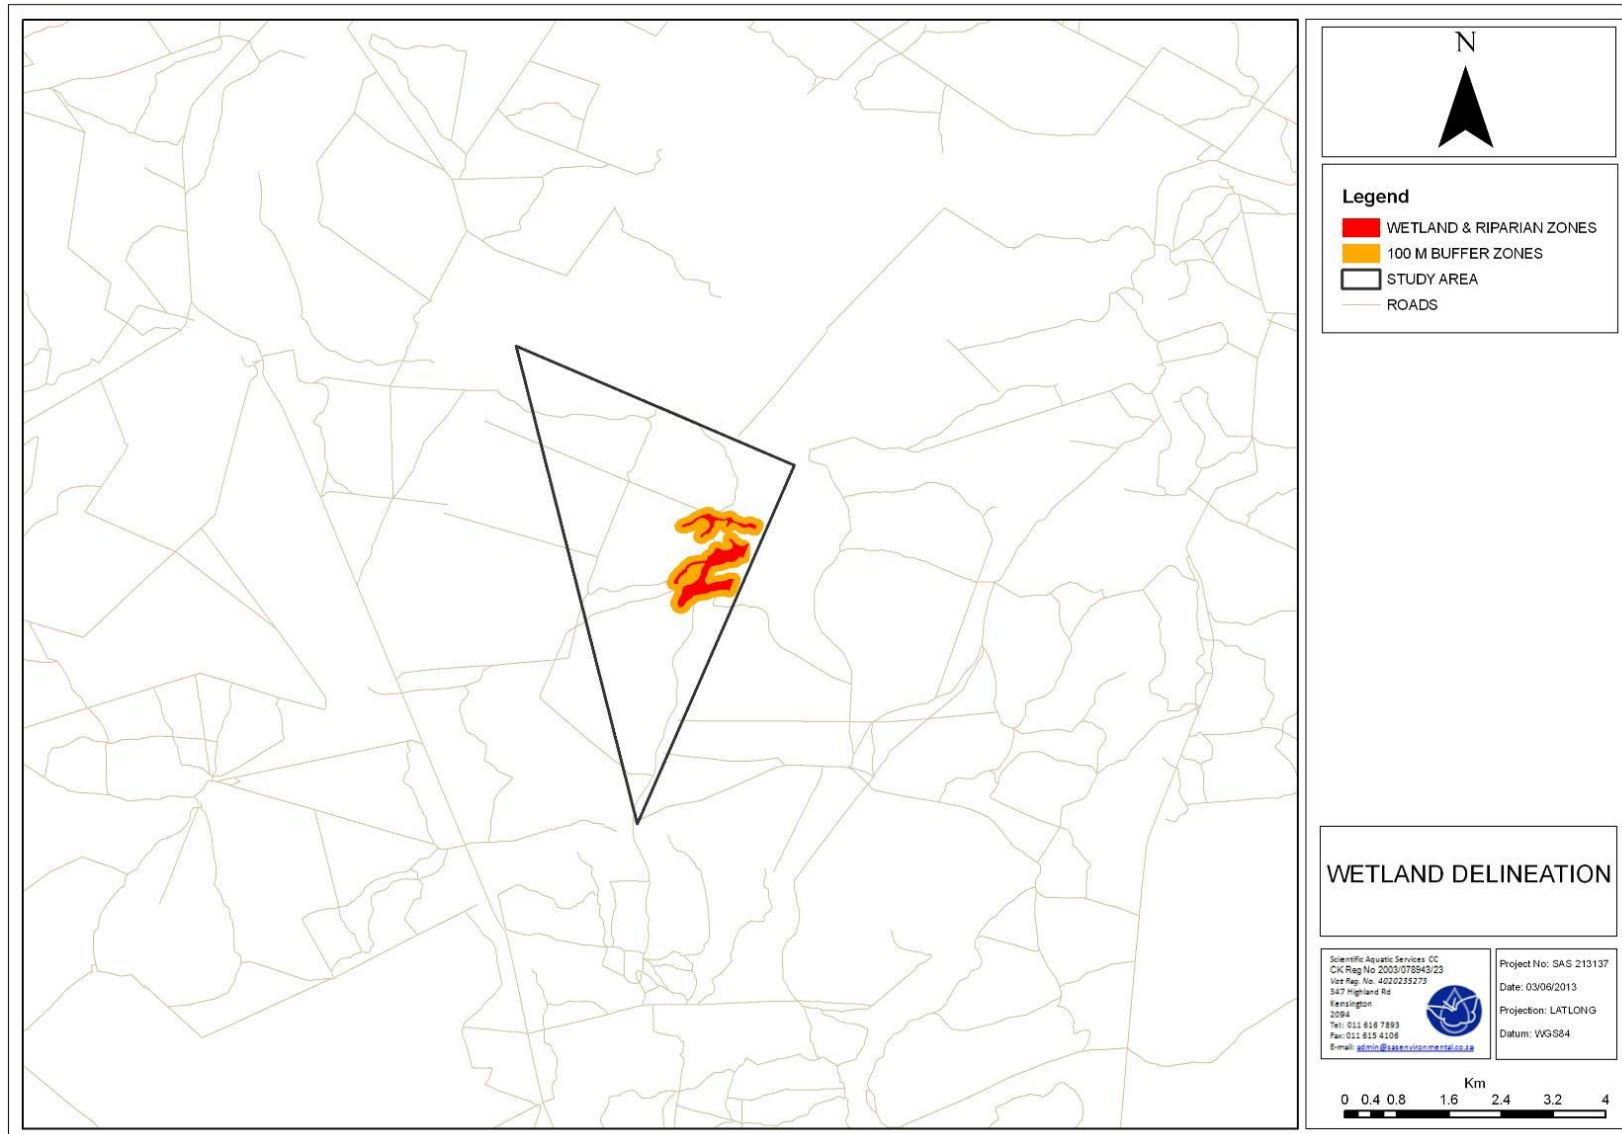 N
Legend
WETLAND & RIPARIAN ZONES
100 M BUFFER ZONES
STUDY AREA
ROADS
WETLAND DELINEATION
Scientific Aquatic Services CC
CK Reg No 2003/078943/23
Vat Reg. No. 4020235273
347 Highland Rd
Kensington
2094
Tel: 011 616 7893
Fax: 011 615 4106
E-mail: admin@sasenvironmental.co.za
Project No: SAS 213137
Date: 03/06/2013
Projection: LATLONG
Datum: WGS84
Km
0 0.4 0.8 1.6 2.4 3.2 4